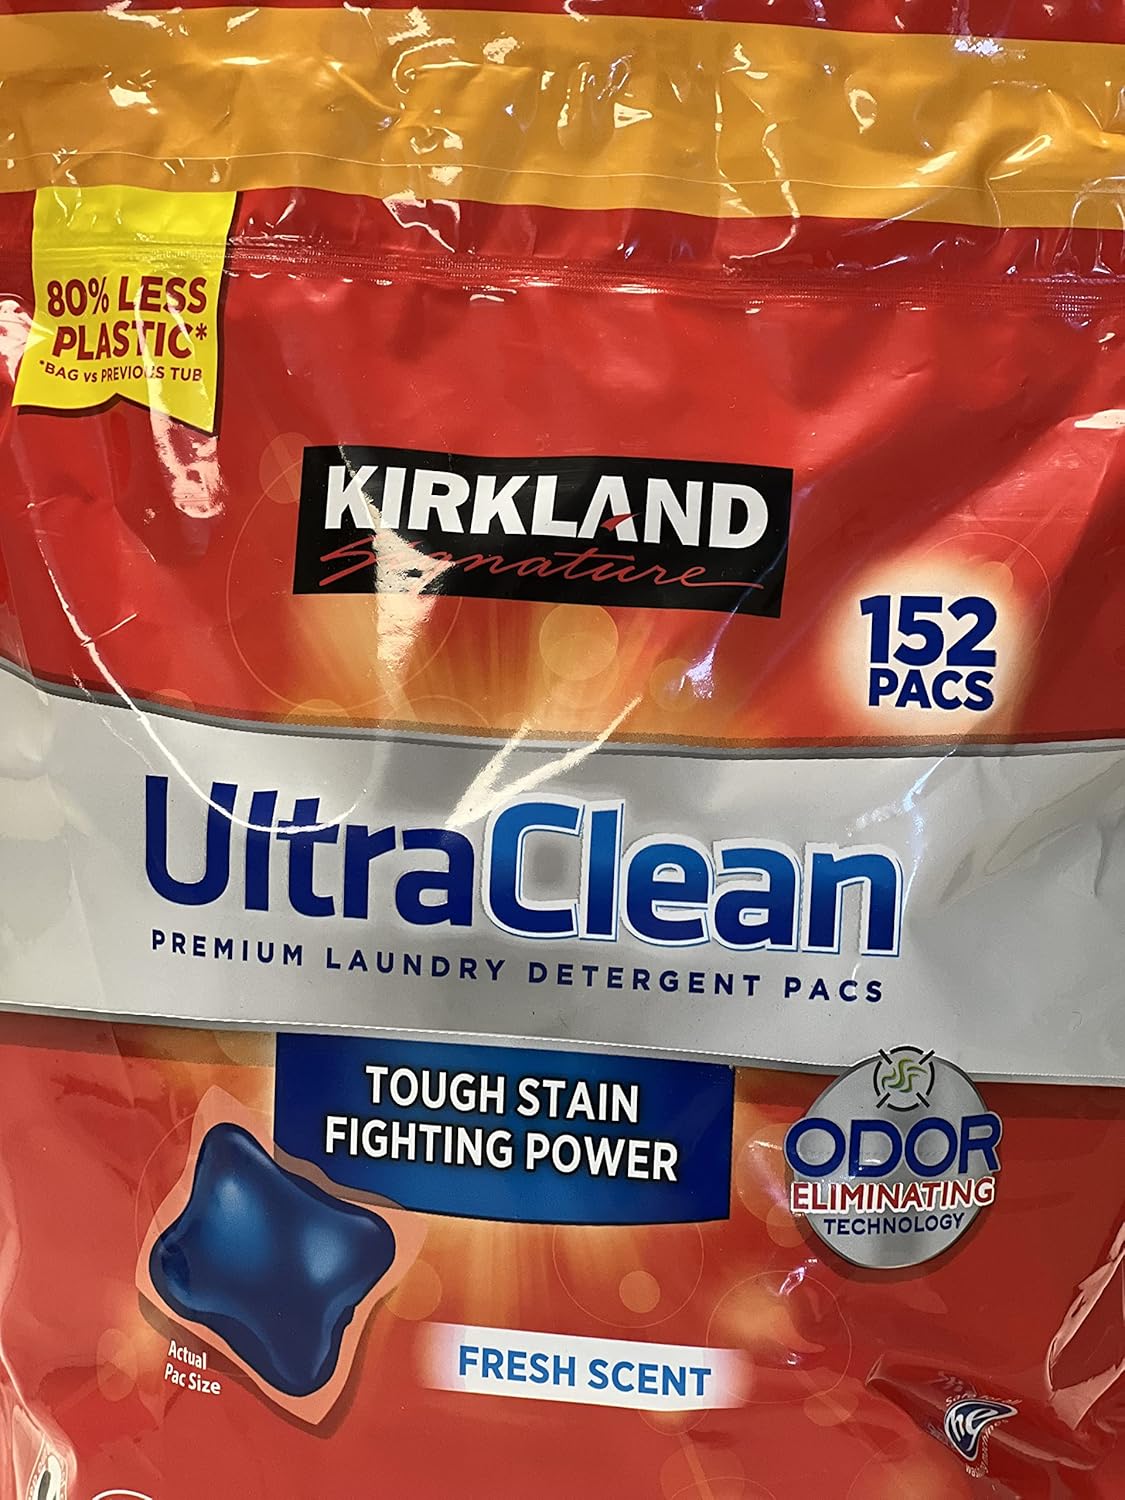 80% LESS
PLASTIC*
*BAG vs PREVIOUS TUB
KIRKLAND
Signature
152
PACS
UltraClean
PREMIUM LAUNDRY DETERGENT PACS
TOUGH STAIN
FIGHTING POWER
ODOR
ELIMINATING
TECHNOLOGY
Actual
Pac Size
FRESH SCENT
he